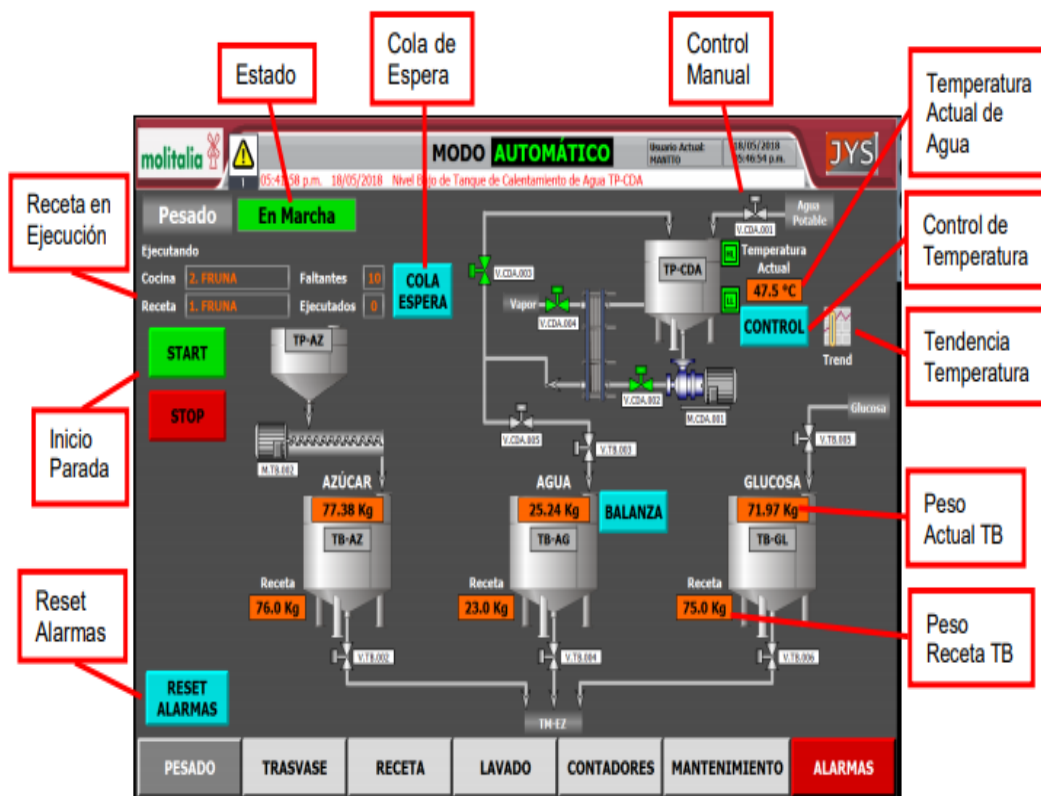 Estado
Cola de
Espera
Control
Manual
Temperatura
Actual de
Agua
Control de
Temperatura
Tendencia
Temperatura
Peso
Actual TB
Peso
Receta TB
Receta en
Ejecución
Inicio
Parada
Reset
Alarmas
molitalia
1
MODO AUTOMÁTICO
Usuario Actual:
MANTTO
18/05/2018
05:46:54 p.m.
JYS
05:41:58 p.m. 18/05/2018 Nivel Bajo de Tanque de Calentamiento de Agua TP-CDA
Pesado
En Marcha
Ejecutando
Cocina 2. FRUNA Faltantes 10
Receta 1. FRUNA Ejecutados 0
COLA
ESPERA
START
STOP
TP-AZ
M.TB.002
V.CDA.001
Agua
Potable
V.CDA.003
TP-CDA
HL
LL
Temperatura
Actual
47.5 °C
CONTROL
Trend
Vapor
V.CDA.004
V.CDA.002
M.CDA.001
V.CDA.005
V.TB.003
Glucosa
V.TB.005
AZÚCAR
77.38 Kg
TB-AZ
Receta
76.0 Kg
V.TB.002
AGUA
25.24 Kg
TB-AG
BALANZA
Receta
23.0 Kg
V.TB.004
GLUCOSA
71.97 Kg
TB-GL
Receta
75.0 Kg
V.TB.006
TM-EZ
RESET
ALARMAS
PESADO TRASVASE RECETA LAVADO CONTADORES MANTENIMIENTO ALARMAS